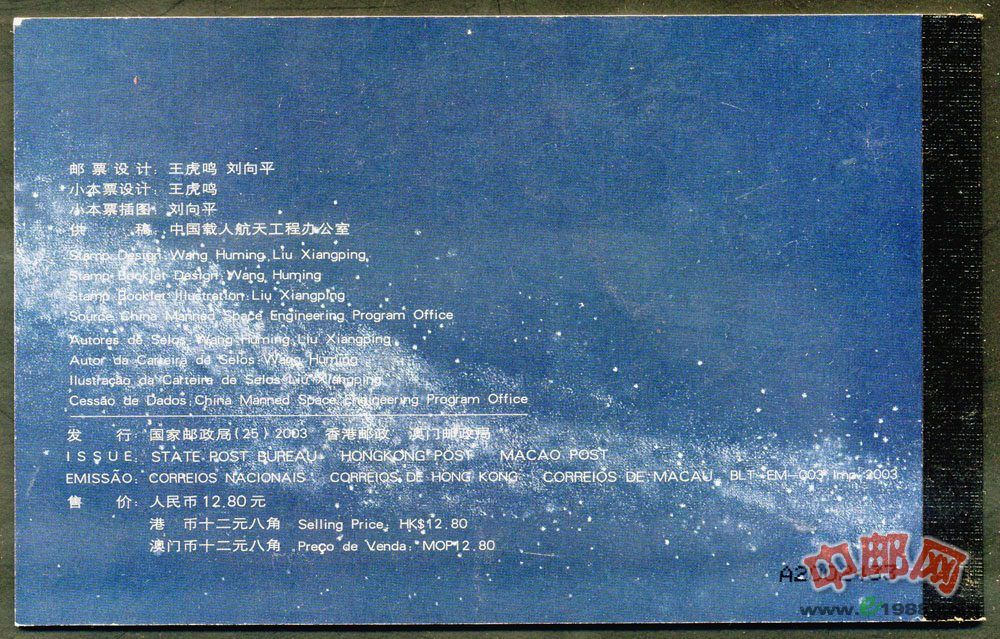 邮票设计：王虎鸣 刘向平
小本票设计：王虎鸣
小本票插图：刘向平
供 稿：中国载人航天工程办公室
Stamp Design:Wang Huming,Liu Xiangping
Stamp Booklet Design:Wang Huming
Stamp Booklet Illustration:Liu Xiangping
Source:China Manned Space Engineering Program Office
Autores de Selos:Wang Huming,Liu Xiangping
Autor da Carteira de Selos:Wang Huming
Ilustração da Carteira de Selos:Liu Xiangping
Cessão de Dados:China Manned Space Engineering Program Office
发 行：国家邮政局(25)2003 香港邮政 澳门邮政局
ISSUE: STATE POST BUREAU HONGKONG POST MACAO POST
EMISSÃO: CORREIOS NACIONAIS CORREIOS DE HONG KONG CORREIOS DE MACAU BLT-EM-003 Imp.2003
售 价：人民币12.80元
港 币十二元八角 Selling Price: HK$12.80
澳门币十二元八角 Preço de Venda: MOP12.80
中邮网